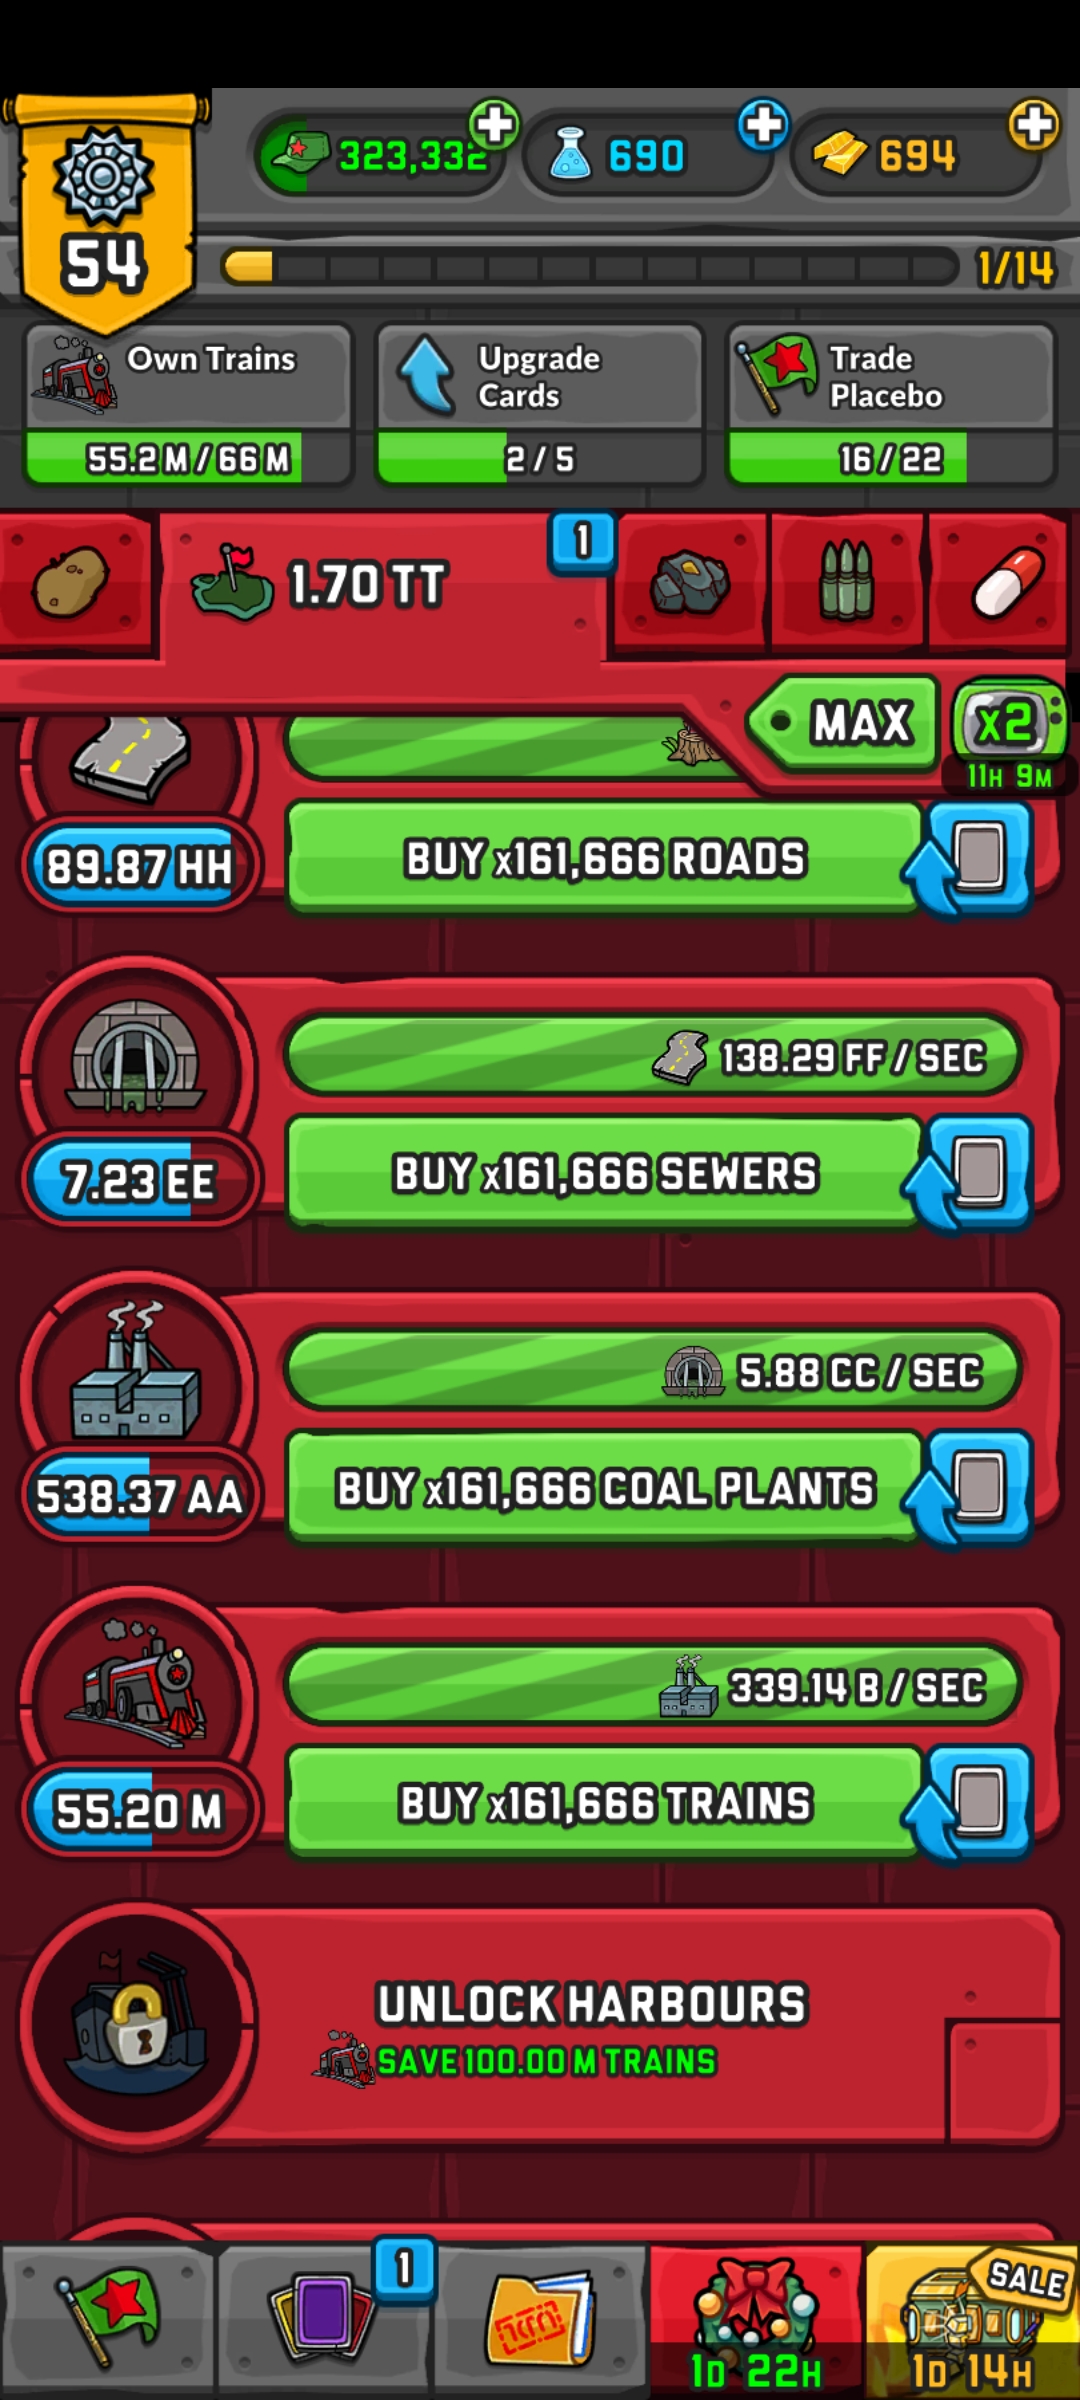 323,332
690
694
54
1/14
Own Trains
55.2 M / 66 M
Upgrade
Cards
2 / 5
Trade
Placebo
16 / 22
1.70 TT
1
MAX
x2
11H 9M
89.87 HH
BUY x161,666 ROADS
138.29 FF / SEC
7.23 EE
BUY x161,666 SEWERS
5.88 CC / SEC
538.37 AA
BUY x161,666 COAL PLANTS
339.14 B / SEC
55.20 M
BUY x161,666 TRAINS
UNLOCK HARBOURS
SAVE 100.00 M TRAINS
1
SALE
1D 22H
1D 14H